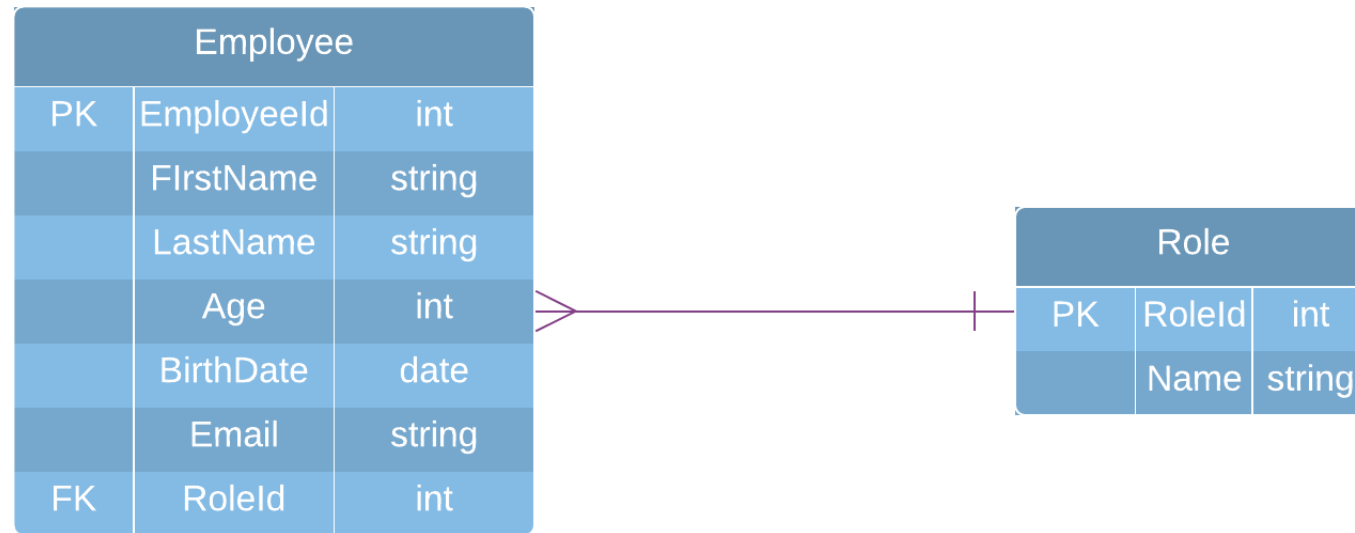 Employee
PK EmployeeId int
FIrstName string
LastName string
Age int
BirthDate date
Email string
FK RoleId int
Role
PK RoleId int
Name string